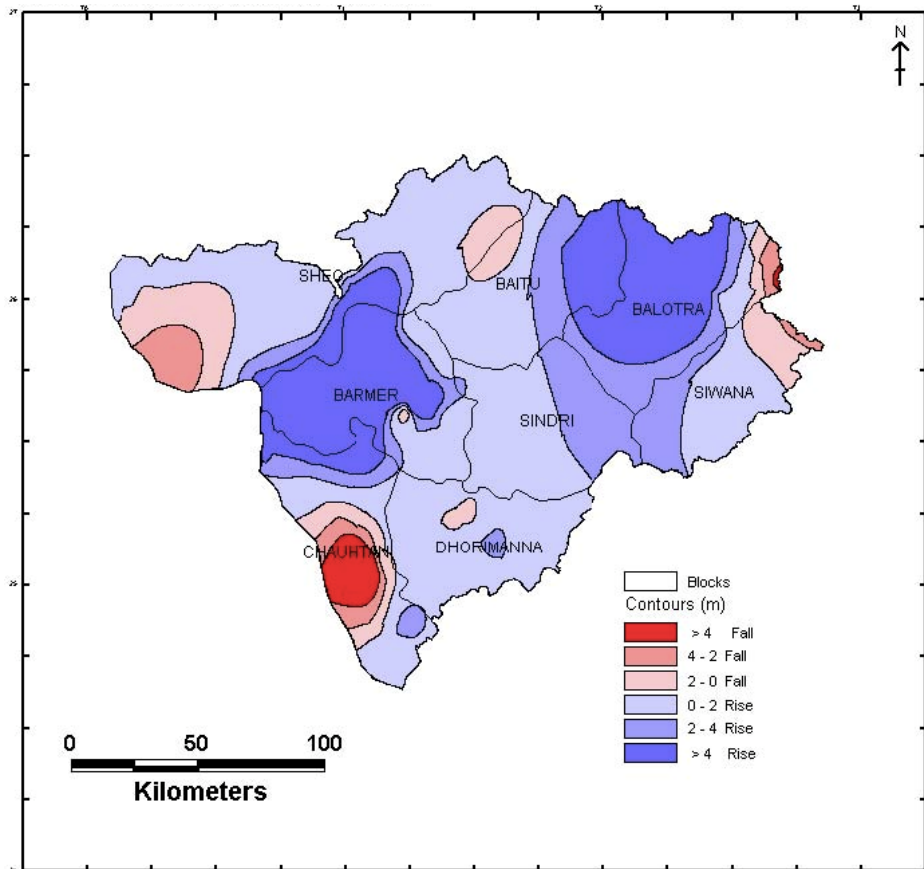 N
SHEO
BAITU
BALOTRA
BARMER
SIWANA
SINDRI
CHAUHTAN
DHORIMANNA
Blocks
Contours (m)
> 4 Fall
4 - 2 Fall
2 - 0 Fall
0 - 2 Rise
2 - 4 Rise
> 4 Rise
0 50 100
Kilometers